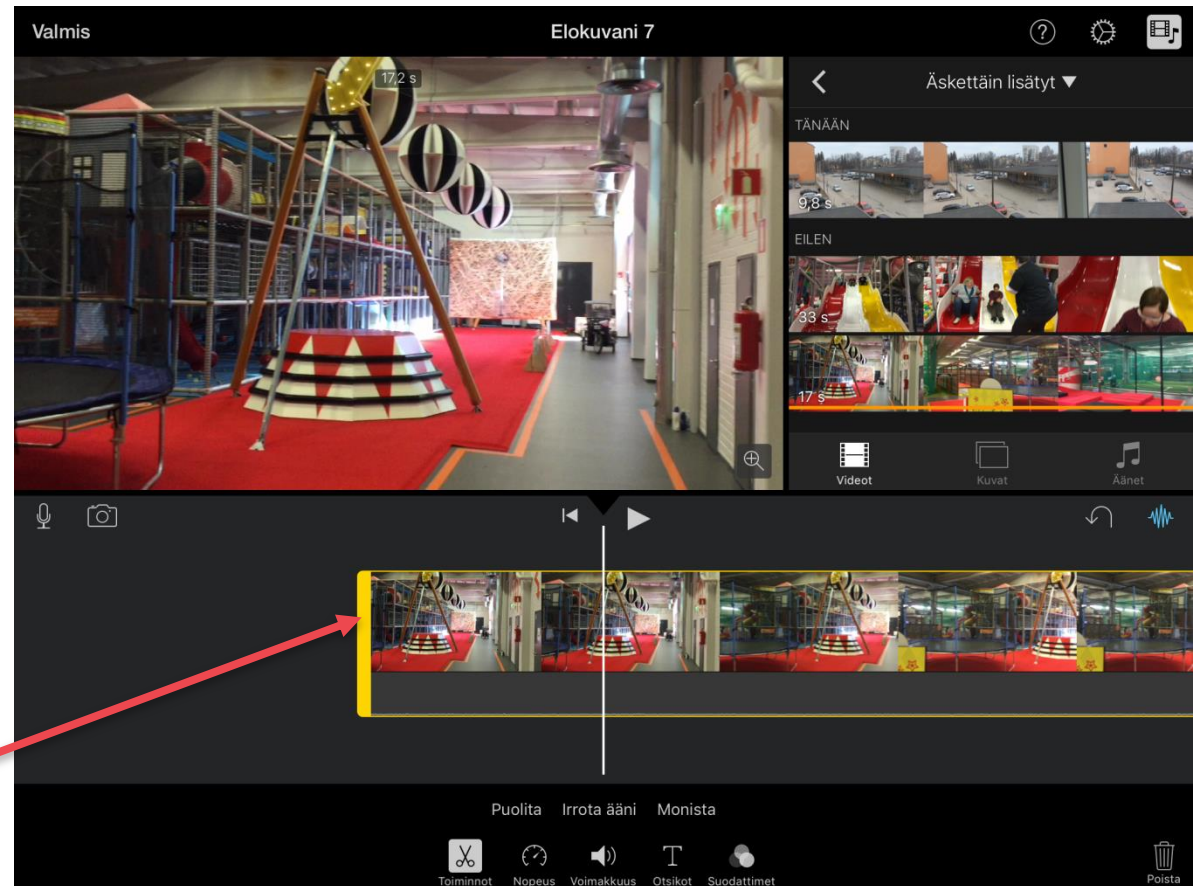 Valmis
Elokuvani 7
17,2 s
Äskettäin lisätyt ▼
TÄNÄÄN
9,8 s
EILEN
33 s
17 s
Videot
Kuvat
Äänet
Puolita Irrota ääni Monista
Toiminnot Nopeus Voimakkuus Otsikot Suodattimet
Poista